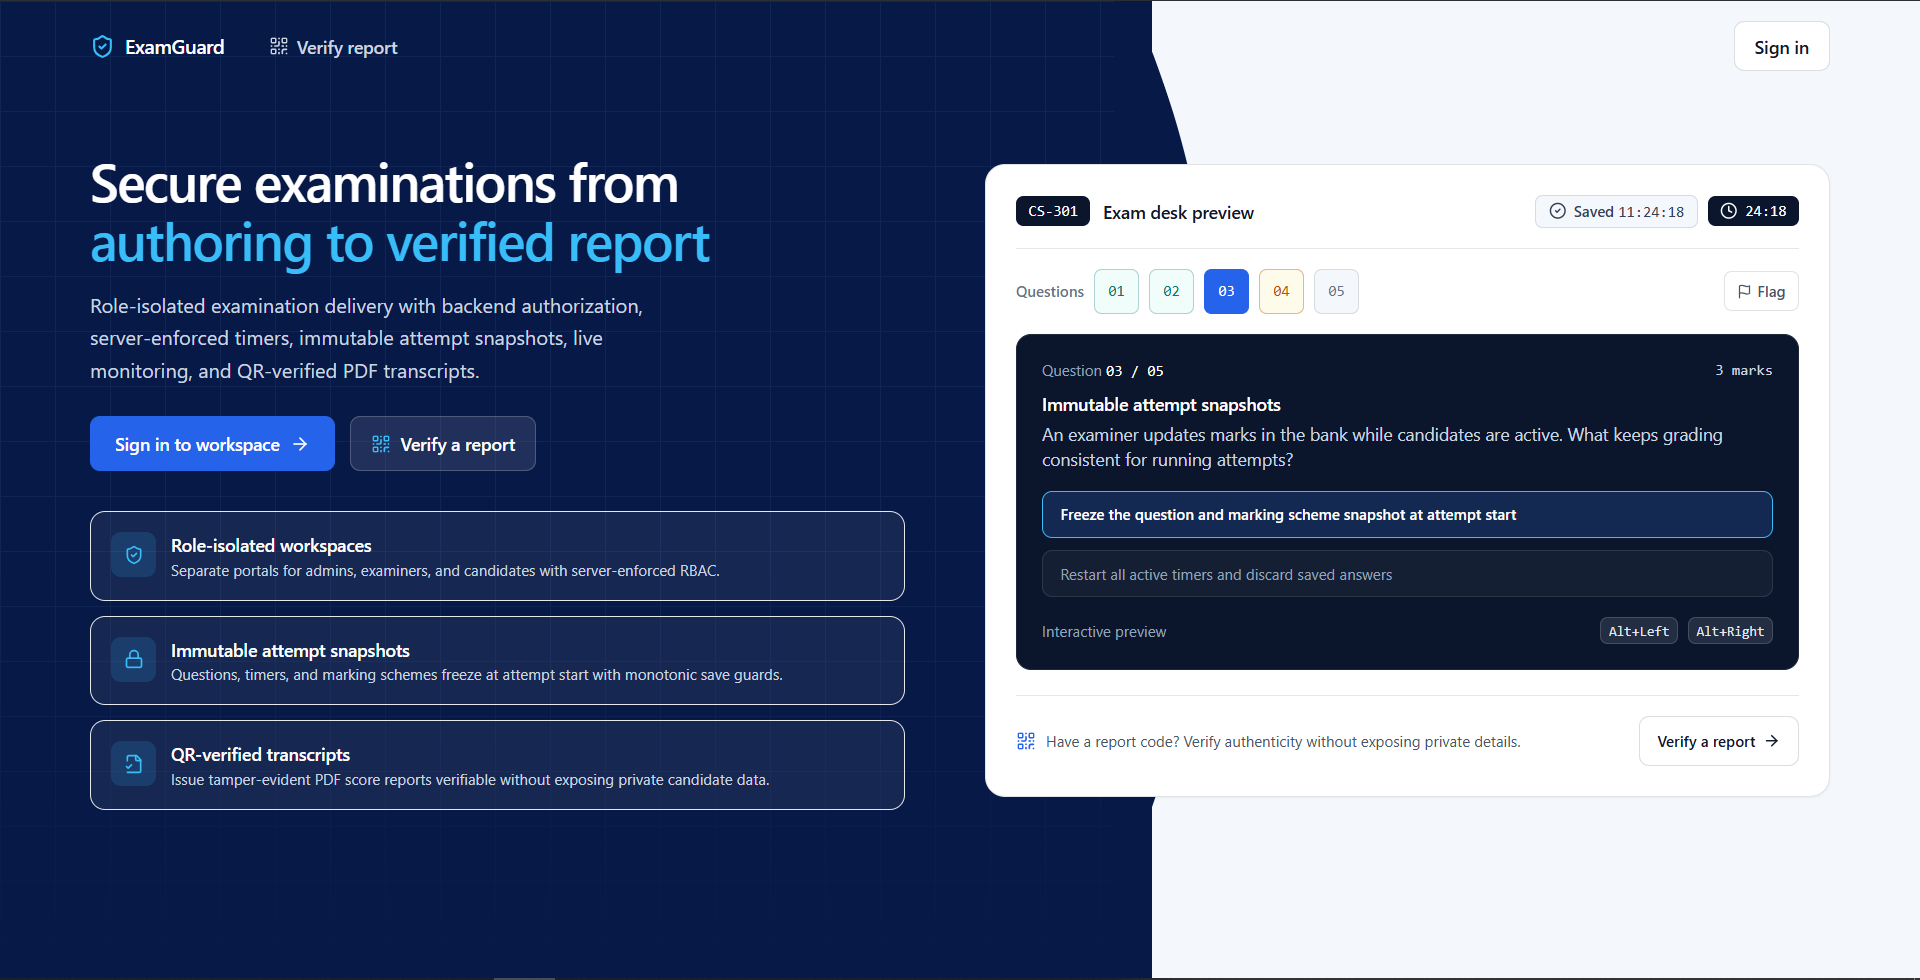 ExamGuard
Verify report
Sign in
Secure examinations from
authoring to verified report
Role-isolated examination delivery with backend authorization,
server-enforced timers, immutable attempt snapshots, live
monitoring, and QR-verified PDF transcripts.
Sign in to workspace
Verify a report
Role-isolated workspaces
Separate portals for admins, examiners, and candidates with server-enforced RBAC.
Immutable attempt snapshots
Questions, timers, and marking schemes freeze at attempt start with monotonic save guards.
QR-verified transcripts
Issue tamper-evident PDF score reports verifiable without exposing private candidate data.
CS-301
Exam desk preview
Saved 11:24:18
24:18
Questions
01
02
03
04
05
Flag
Question 03 / 05
3 marks
Immutable attempt snapshots
An examiner updates marks in the bank while candidates are active. What keeps grading
consistent for running attempts?
Freeze the question and marking scheme snapshot at attempt start
Restart all active timers and discard saved answers
Interactive preview
Alt+Left
Alt+Right
Have a report code? Verify authenticity without exposing private details.
Verify a report